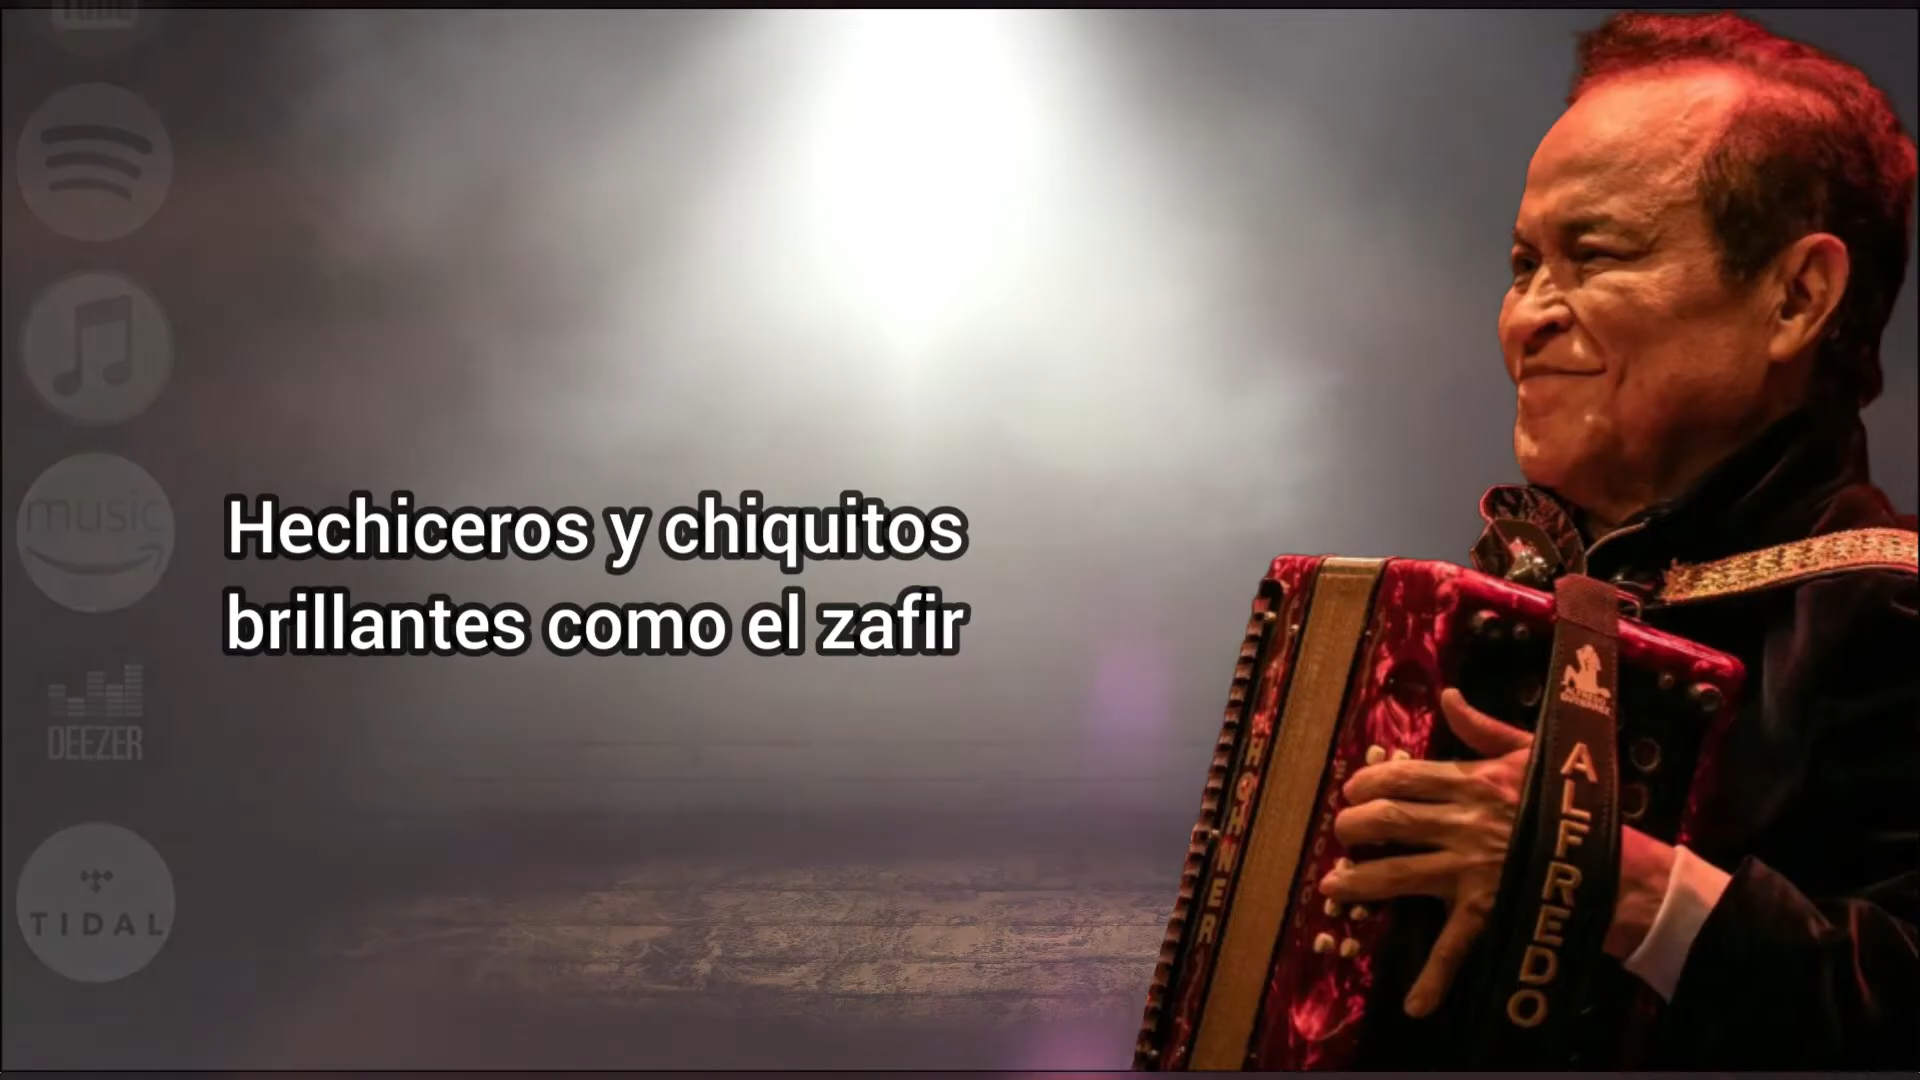 music
DEEZER
TIDAL
Hechiceros y chiquitos
brillantes como el zafir
HOHNER
ALFREDO